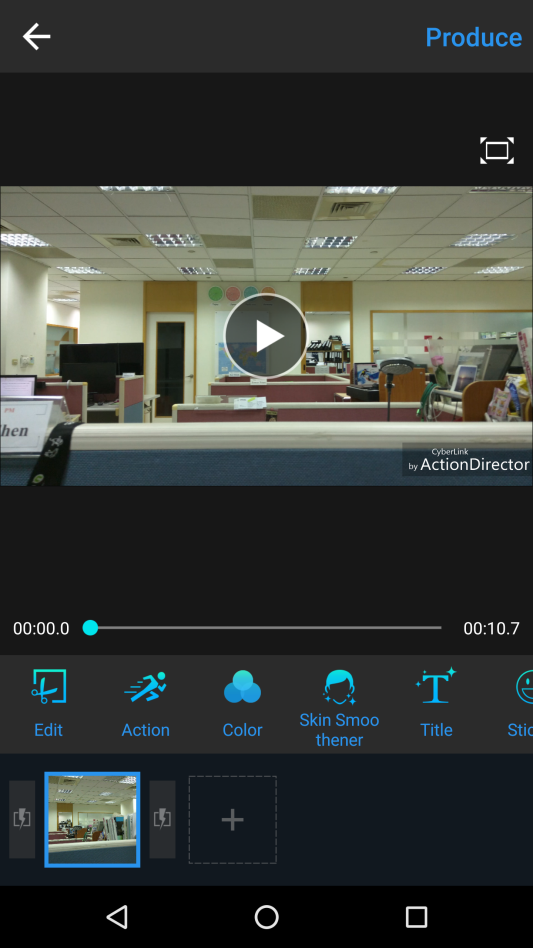 Produce
PM
hen
CyberLink
by ActionDirector
00:00.0
00:10.7
Edit
Action
Color
Skin Smoo
thener
Title
Stic